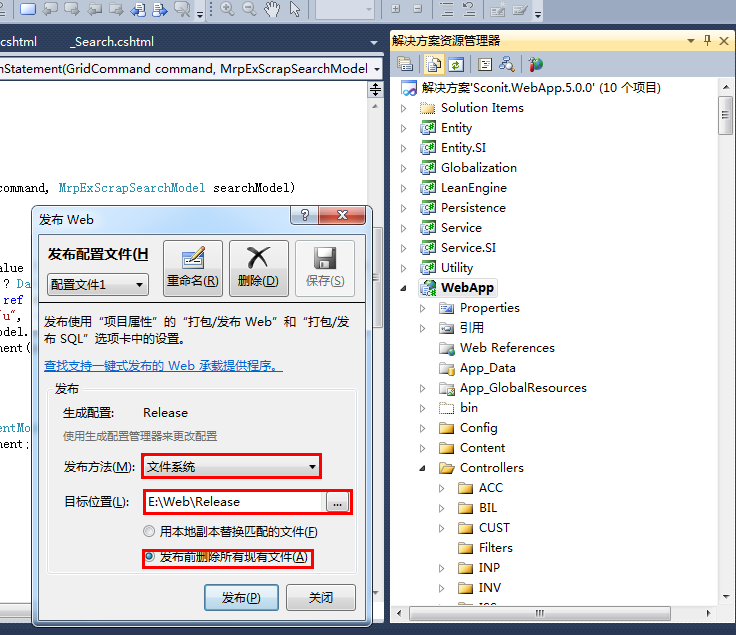 cshtml
_Search.cshtml
nStatement(GridCommand command, MrpExScrapSearchModel
command, MrpExScrapSearchModel searchModel)
alue
? Da
ref
"u",
odel.
ment(
entMo
ment;
发布 Web
发布配置文件(H
配置文件1
重命名(R)
删除(D)
保存(S)
发布使用“项目属性”的“打包/发布 Web”和“打包/发
布 SQL”选项卡中的设置。
查找支持一键式发布的 Web 承载提供程序。
发布
生成配置:
Release
使用生成配置管理器来更改配置
发布方法(M):
文件系统
目标位置(L):
E:\Web\Release
...
用本地副本替换匹配的文件(F)
发布前删除所有现有文件(A)
发布(P)
关闭
解决方案资源管理器
解决方案'Sconit.WebApp.5.0.0' (10 个项目)
Solution Items
Entity
Entity.SI
Globalization
LeanEngine
Persistence
Service
Service.SI
Utility
WebApp
Properties
引用
Web References
App_Data
App_GlobalResources
bin
Config
Content
Controllers
ACC
BIL
CUST
Filters
INP
INV